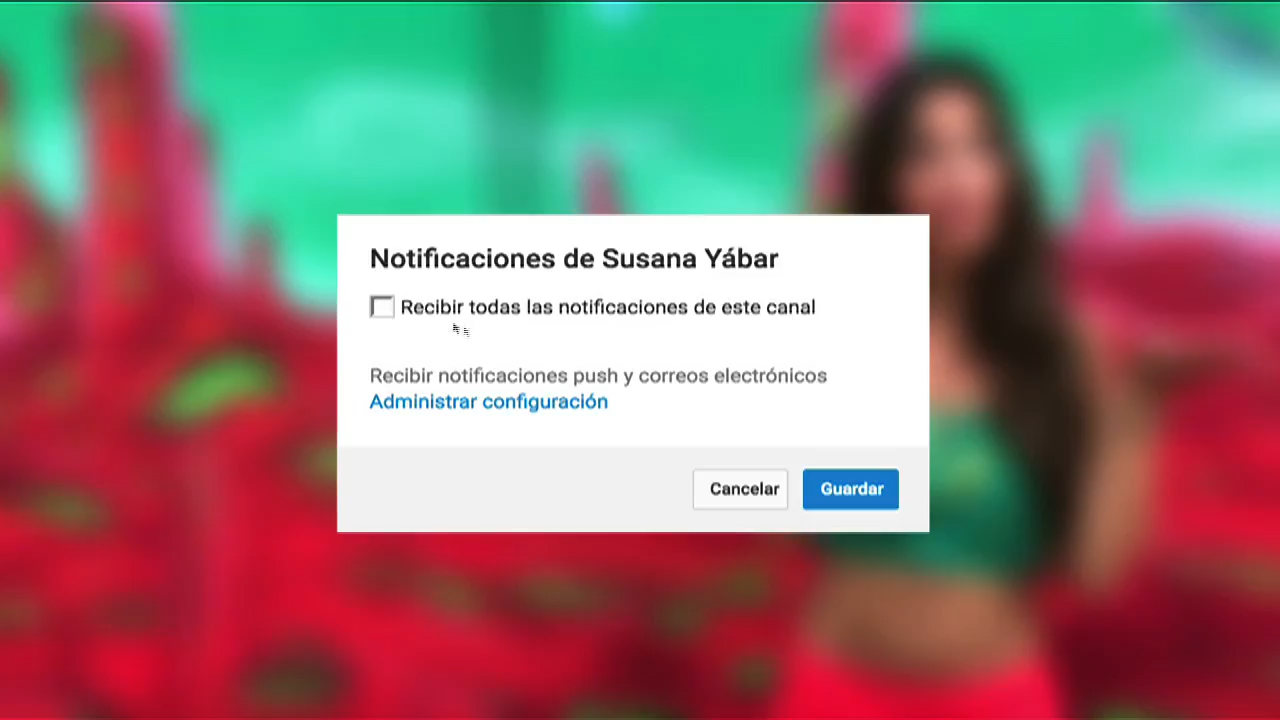 Notificaciones de Susana Yábar
Recibir todas las notificaciones de este canal
Recibir notificaciones push y correos electrónicos
Administrar configuración
Cancelar Guardar